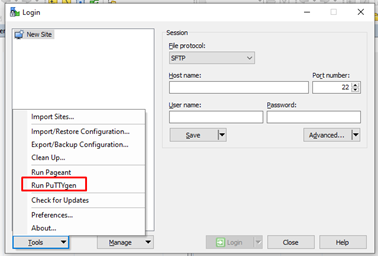 Login
New Site
Session
File protocol:
SFTP
Host name:
Port number:
22
User name:
Password:
Save
Advanced...
Import Sites...
Import/Restore Configuration...
Export/Backup Configuration...
Clean Up...
Run Pageant
Run PuTTYgen
Check for Updates
Preferences...
About...
Tools
Manage
Login
Close
Help